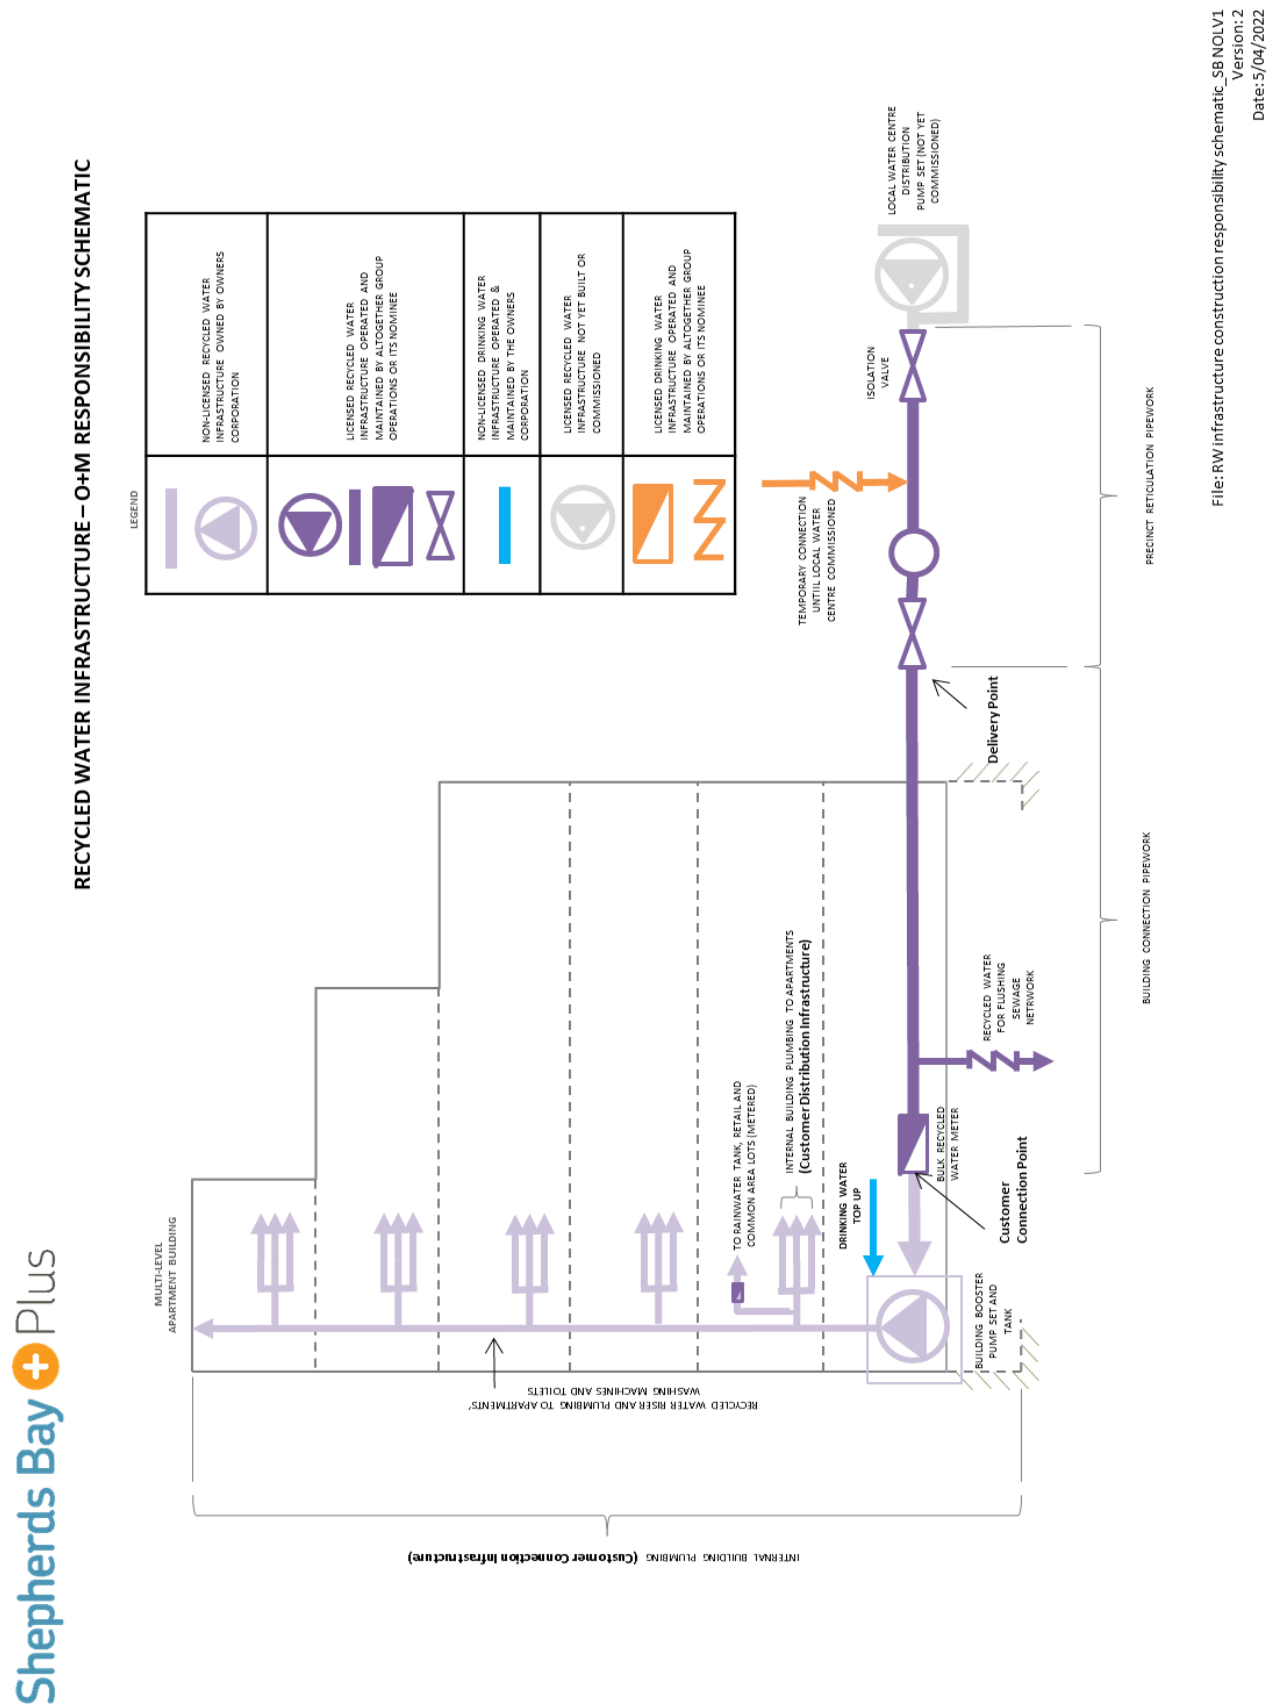 Shepherds Bay + Plus
RECYCLED WATER INFRASTRUCTURE – O+M RESPONSIBILITY SCHEMATIC
LEGEND
NON-LICENSED RECYCLED WATER
INFRASTRUCTURE OWNED BY OWNERS
CORPORATION
LICENSED RECYCLED WATER
INFRASTRUCTURE OPERATED AND
MAINTAINED BY ALTOGETHER GROUP
OPERATIONS OR ITS NOMINEE
NON-LICENSED DRINKING WATER
INFRASTRUCTURE OPERATED &
MAINTAINED BY THE OWNERS
CORPORATION
LICENSED RECYCLED WATER
INFRASTRUCTURE NOT YET BUILT OR
COMMISSIONED
LICENSED DRINKING WATER
INFRASTRUCTURE OPERATED AND
MAINTAINED BY ALTOGETHER GROUP
OPERATIONS OR ITS NOMINEE
MULTI-LEVEL
APARTMENT BUILDING
RECYCLED WATER RISER AND PLUMBING TO APARTMENTS'
WASHING MACHINES AND TOILETS
INTERNAL BUILDING PLUMBING (Customer Connection Infrastructure)
TO RAINWATER TANK, RETAIL AND
COMMON AREA LOTS (METERED)
INTERNAL BUILDING PLUMBING TO APARTMENTS
(Customer Distribution Infrastructure)
DRINKING WATER
TOP UP
BUILDING BOOSTER
PUMP SET AND
TANK
BULK RECYCLED
WATER METER
Customer
Connection Point
RECYCLED WATER
FOR FLUSHING
SEWAGE
NETRWORK
Delivery Point
TEMPORARY CONNECTION
UNTIIL LOCAL WATER
CENTRE COMMISSIONED
ISOLATION
VALVE
LOCAL WATER CENTRE
DISTRIBUTION
PUMP SET (NOT YET
COMMISSIONED)
BUILDING CONNECTION PIPEWORK
PRECINCT RETICULATION PIPEWORK
File: RW infrastructure construction responsibility schematic_SB NOLV1
Version: 2
Date: 5/04/2022